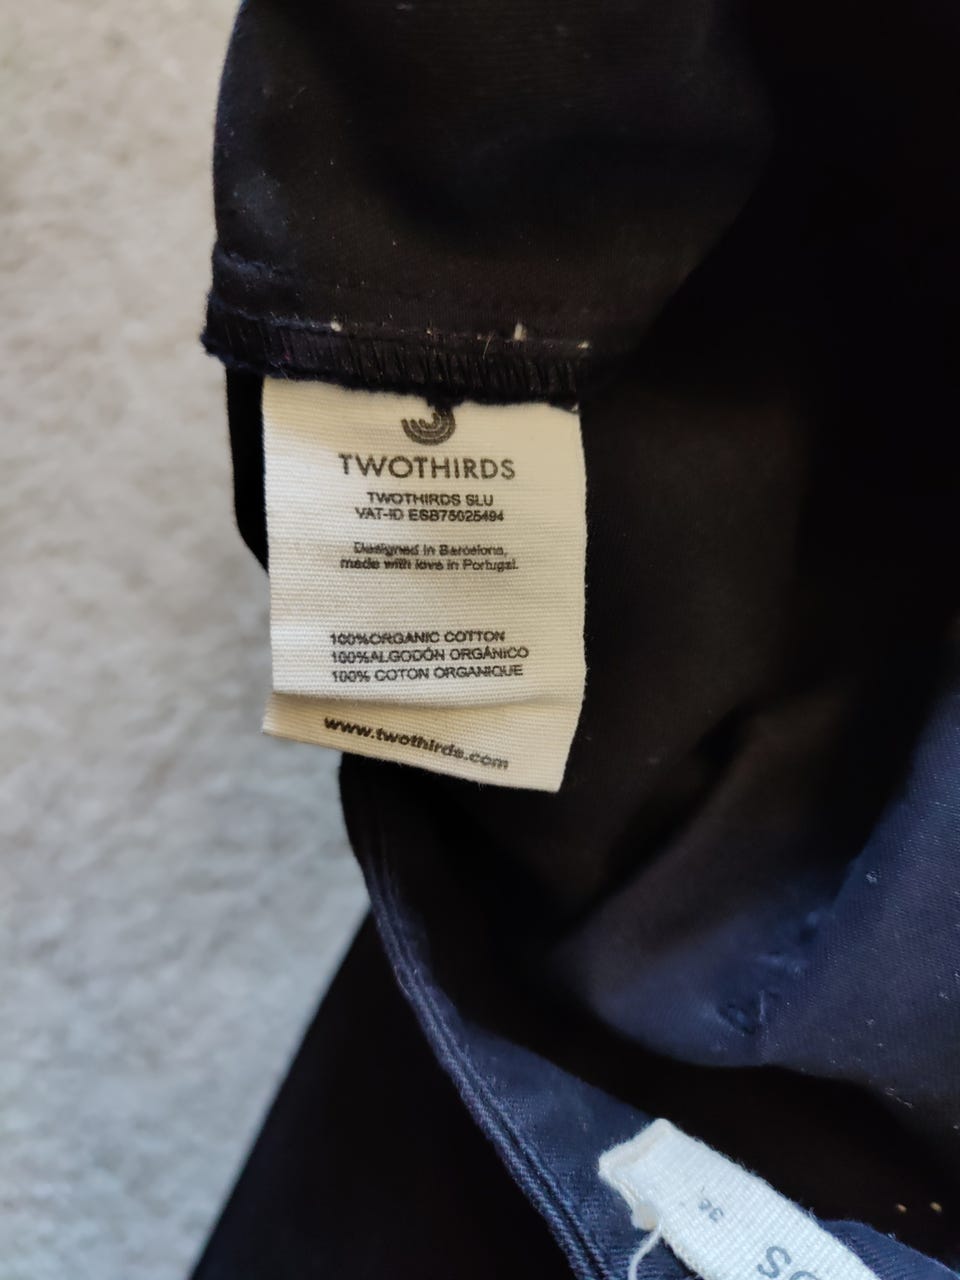 TWOTHIRDS
TWOTHIRDS SLU
VAT-ID ESB75025494
Designed in Barcelona,
made with love in Portugal.
100%ORGANIC COTTON
100%ALGODÓN ORGÁNICO
100% COTON ORGANIQUE
www.twothirds.com